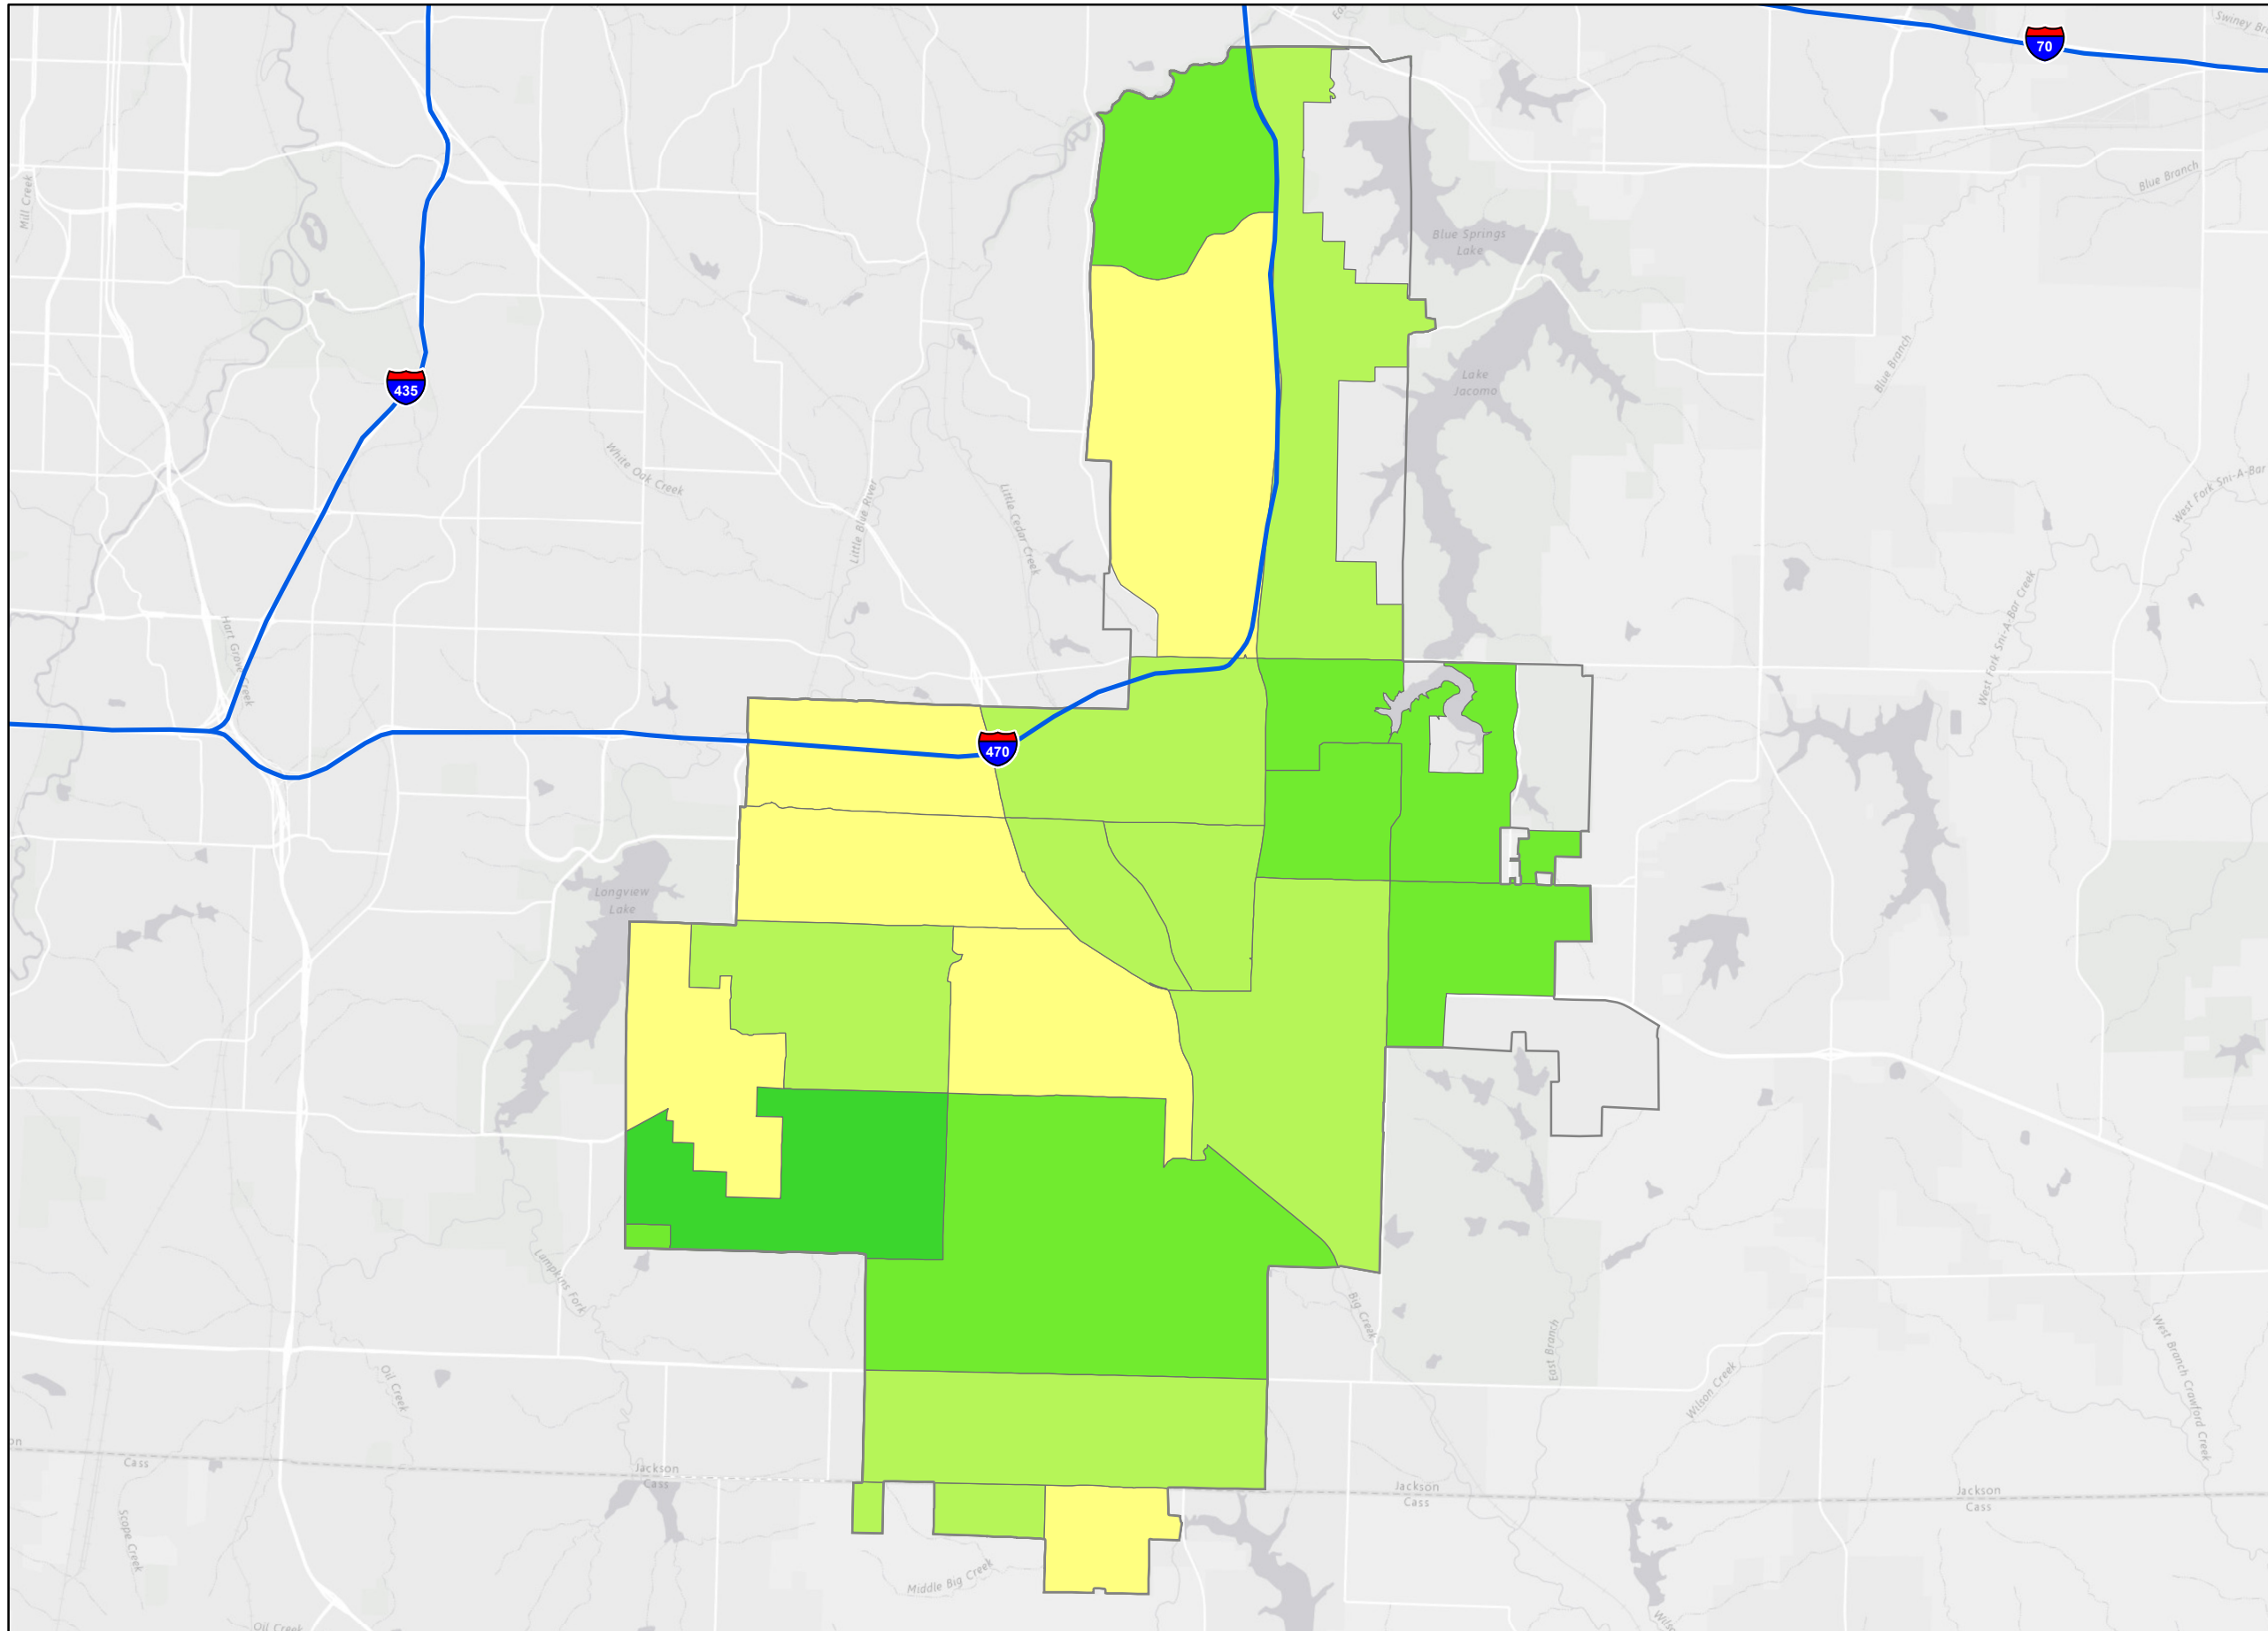 Swiney Br
70
Blue Branch
Mill Creek
Blue Springs
Lake
Blue Branch
Lake
Jacomo
435
White Oak Creek
Little Blue River
Little Cedar Creek
West Fork Sni-A-Bar
West Fork Sni-A-Bar Creek
Hart Grove Creek
470
Longview
Lake
Lampkins Fork
Big Creek
East Branch
West Branch Crawford Creek
Oil Creek
Wilson Creek
Cass
Jackson
Cass
Jackson
Cass
Jackson
Cass
Scope Creek
Middle Big Creek
Oil Creek